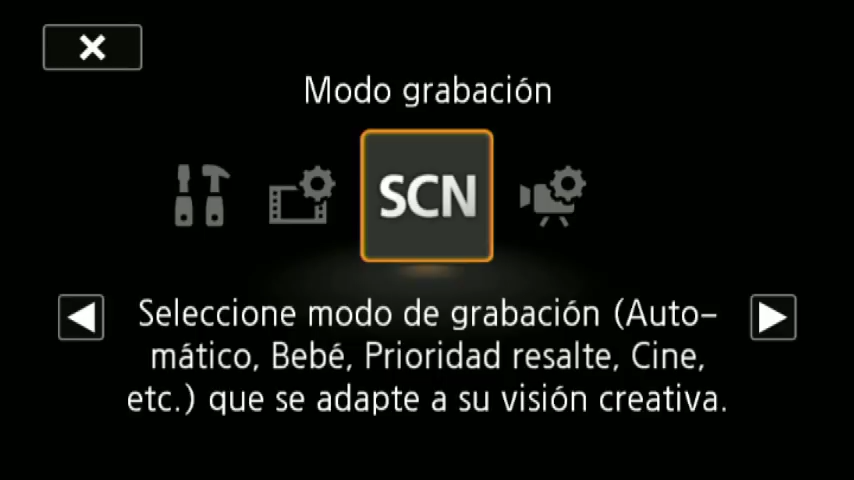 Modo grabación
SCN
Seleccione modo de grabación (Auto-
mático, Bebé, Prioridad resalte, Cine,
etc.) que se adapte a su visión creativa.